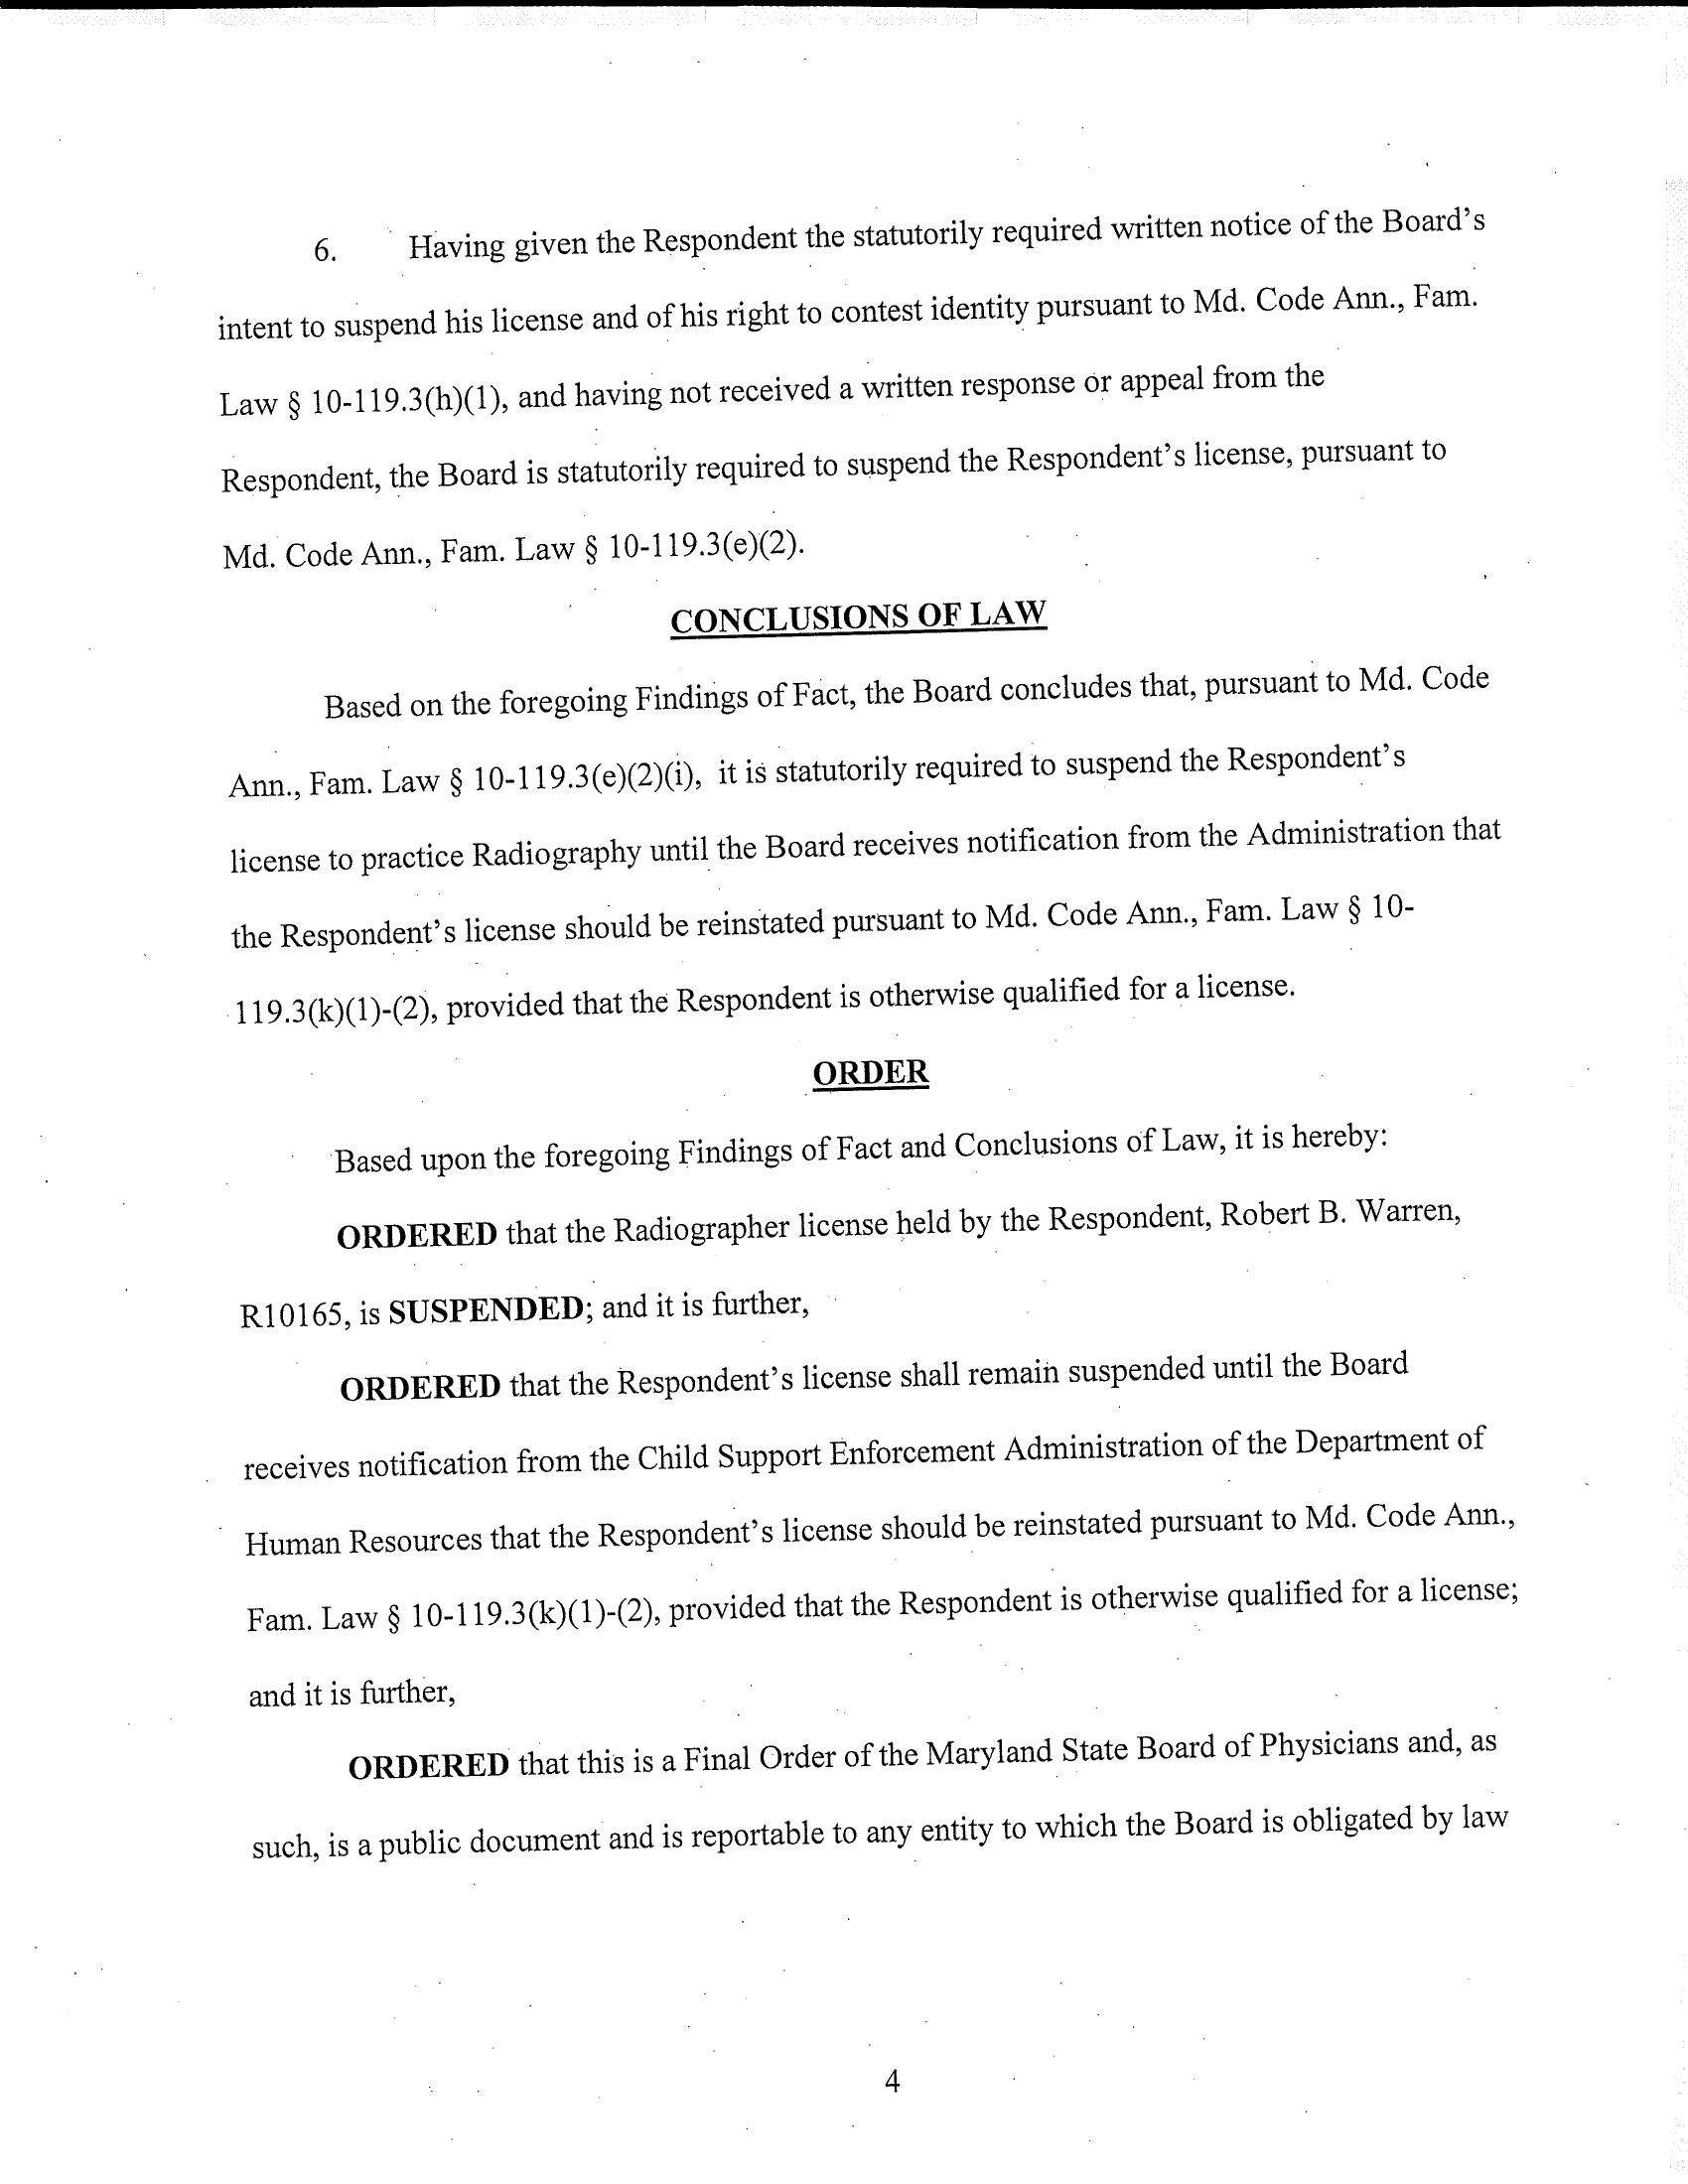 6. Having given the Respondent the statutorily required written notice of the Board's
intent to suspend his license and of his right to contest identity pursuant to Md. Code Ann., Fam.
Law § 10-119.3(h)(1), and having not received a written response or appeal from the
Respondent, the Board is statutorily required to suspend the Respondent's license, pursuant to
Md. Code Ann., Fam. Law § 10-119.3(e)(2).
CONCLUSIONS OF LAW
Based on the foregoing Findings of Fact, the Board concludes that, pursuant to Md. Code
Ann., Fam. Law § 10-119.3(e)(2)(i), it is statutorily required to suspend the Respondent's
license to practice Radiography until the Board receives notification from the Administration that
the Respondent's license should be reinstated pursuant to Md. Code Ann., Fam. Law § 10-
119.3(k)(1)-(2), provided that the Respondent is otherwise qualified for a license.
ORDER
Based upon the foregoing Findings of Fact and Conclusions of Law, it is hereby:
ORDERED that the Radiographer license held by the Respondent, Robert B. Warren,
R10165, is SUSPENDED; and it is further,
ORDERED that the Respondent's license shall remain suspended until the Board
receives notification from the Child Support Enforcement Administration of the Department of
Human Resources that the Respondent's license should be reinstated pursuant to Md. Code Ann.,
Fam. Law § 10-119.3(k)(1)-(2), provided that the Respondent is otherwise qualified for a license;
and it is further,
ORDERED that this is a Final Order of the Maryland State Board of Physicians and, as
such, is a public document and is reportable to any entity to which the Board is obligated by law
4